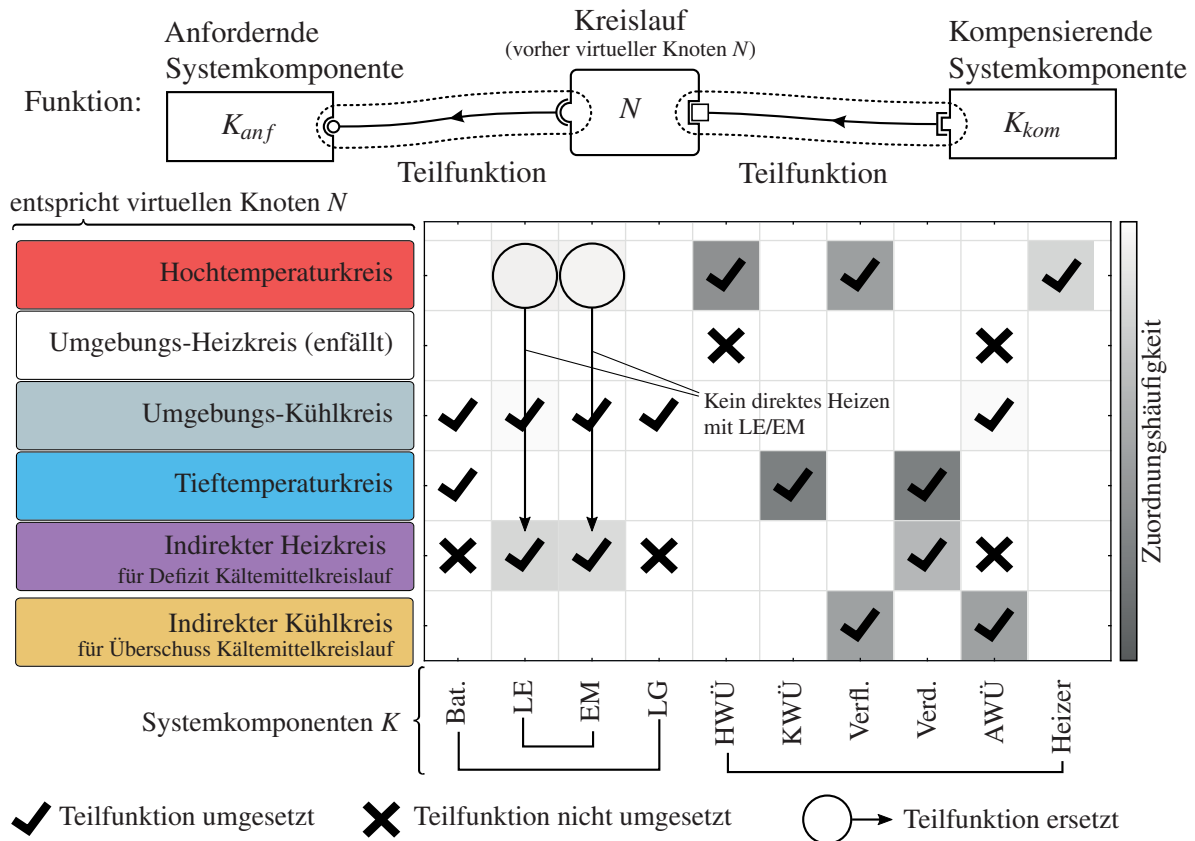 Anfordernde
Systemkomponente
Kreislauf
(vorher virtueller Knoten N)
Kompensierende
Systemkomponente
Funktion:
K_anf
N
K_kom
Teilfunktion
Teilfunktion
entspricht virtuellen Knoten N
Hochtemperaturkreis
Umgebungs-Heizkreis (enfällt)
Umgebungs-Kühlkreis
Tieftemperaturkreis
Indirekter Heizkreis
für Defizit Kältemittelkreislauf
Indirekter Kühlkreis
für Überschuss Kältemittelkreislauf
Kein direktes Heizen
mit LE/EM
Zuordnungshäufigkeit
Systemkomponenten K
Bat.
LE
EM
LG
HWÜ
KWÜ
Verfl.
Verd.
AWÜ
Heizer
Teilfunktion umgesetzt
Teilfunktion nicht umgesetzt
Teilfunktion ersetzt